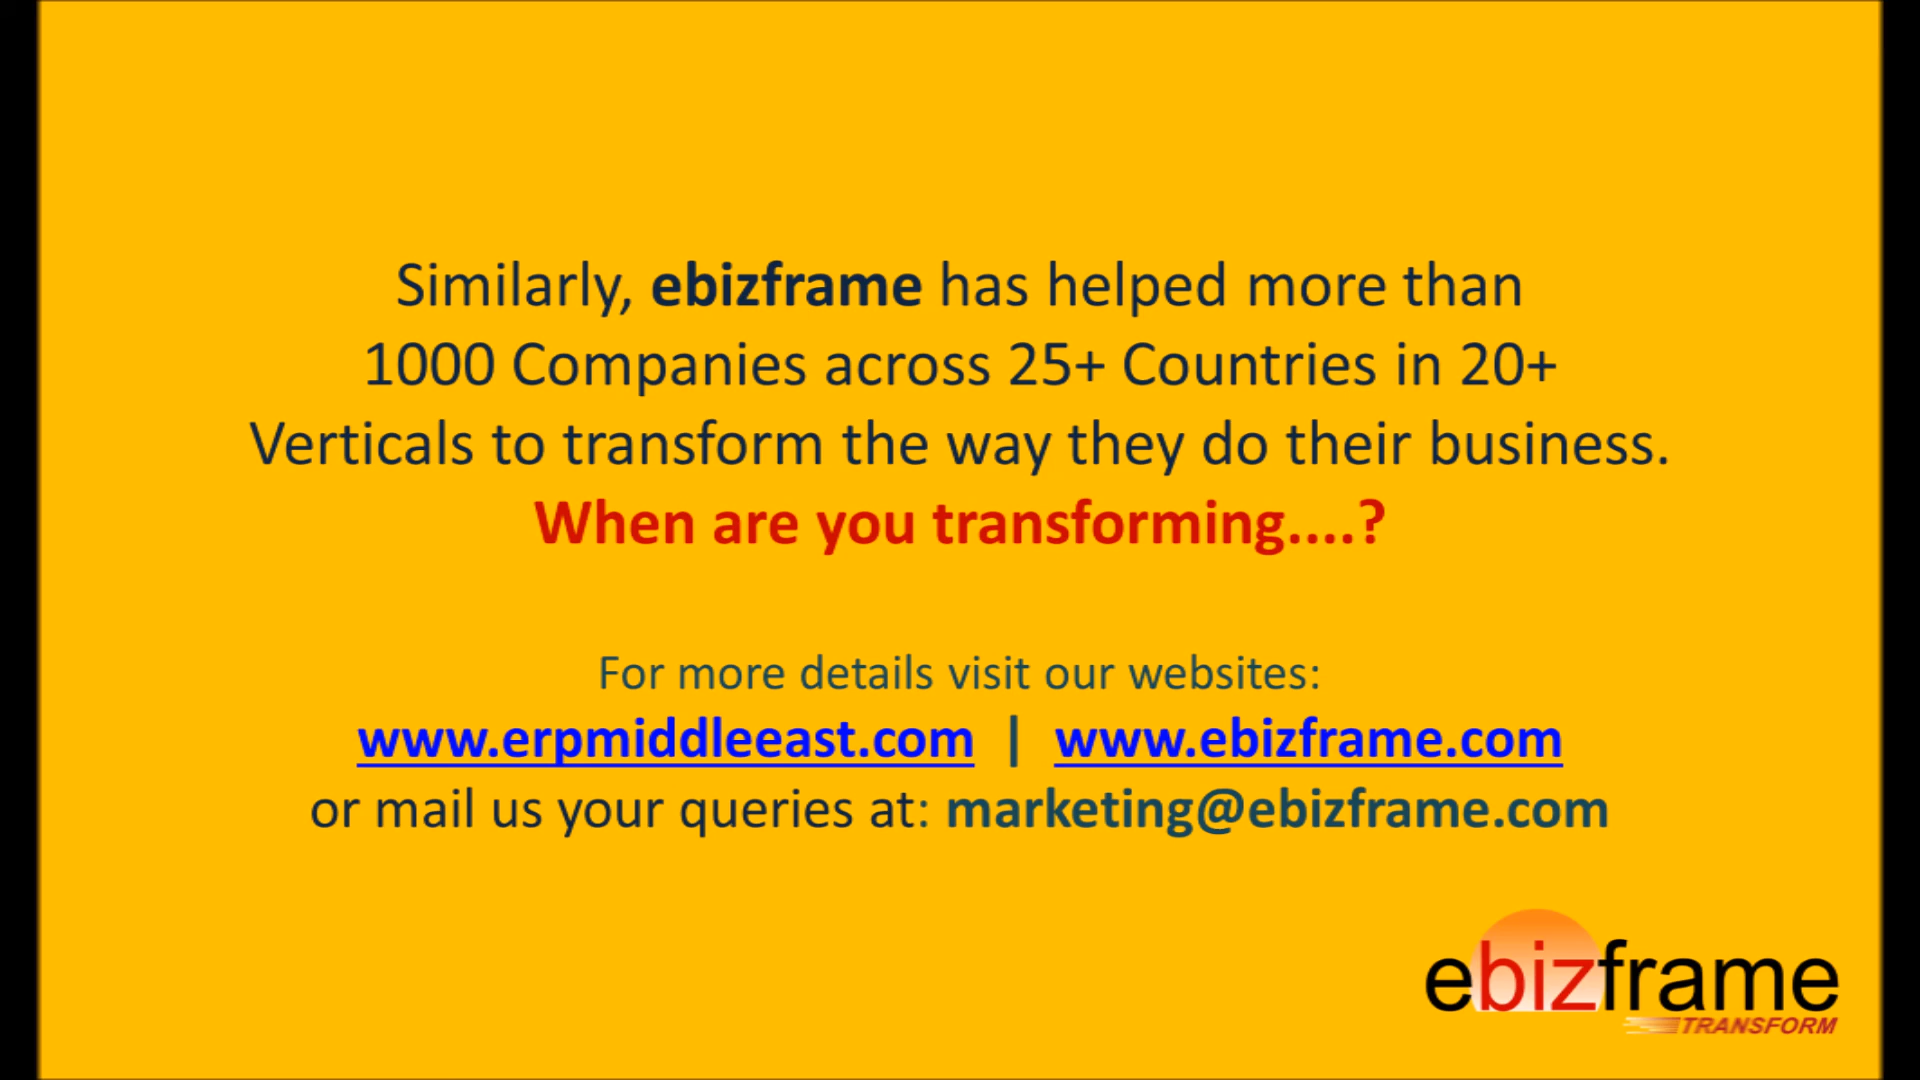 Similarly, ebizframe has helped more than
1000 Companies across 25+ Countries in 20+
Verticals to transform the way they do their business.
When are you transforming....?
For more details visit our websites:
www.erpmiddleeast.com | www.ebizframe.com
or mail us your queries at: marketing@ebizframe.com
ebizframe
TRANSFORM